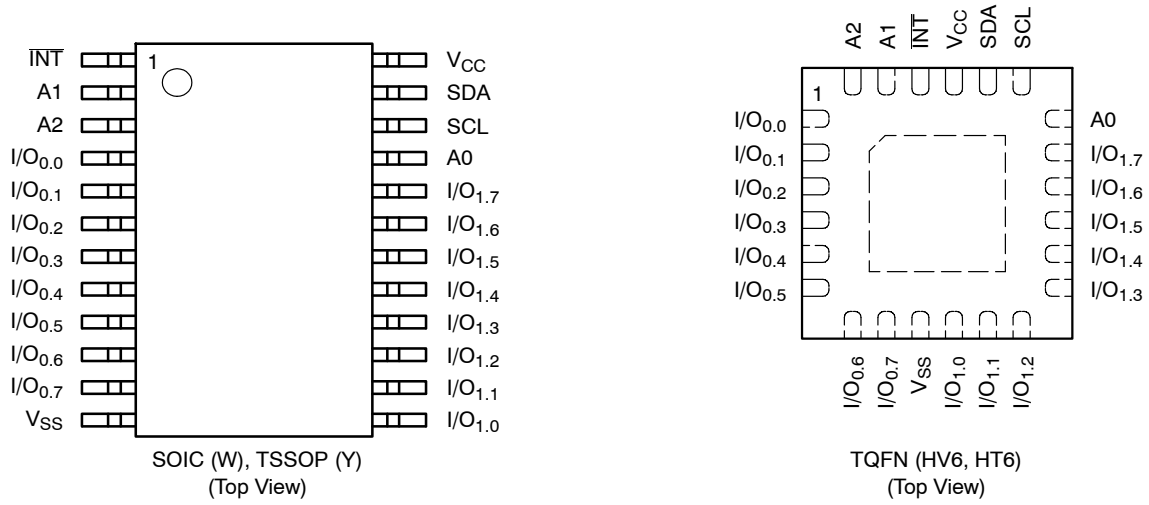 I̅N̅T̅
A1
A2
I/O0.0
I/O0.1
I/O0.2
I/O0.3
I/O0.4
I/O0.5
I/O0.6
I/O0.7
VSS
1
VCC
SDA
SCL
A0
I/O1.7
I/O1.6
I/O1.5
I/O1.4
I/O1.3
I/O1.2
I/O1.1
I/O1.0
SOIC (W), TSSOP (Y)
(Top View)
A2
A1
I̅N̅T̅
VCC
SDA
SCL
1
I/O0.0
I/O0.1
I/O0.2
I/O0.3
I/O0.4
I/O0.5
A0
I/O1.7
I/O1.6
I/O1.5
I/O1.4
I/O1.3
I/O0.6
I/O0.7
VSS
I/O1.0
I/O1.1
I/O1.2
TQFN (HV6, HT6)
(Top View)